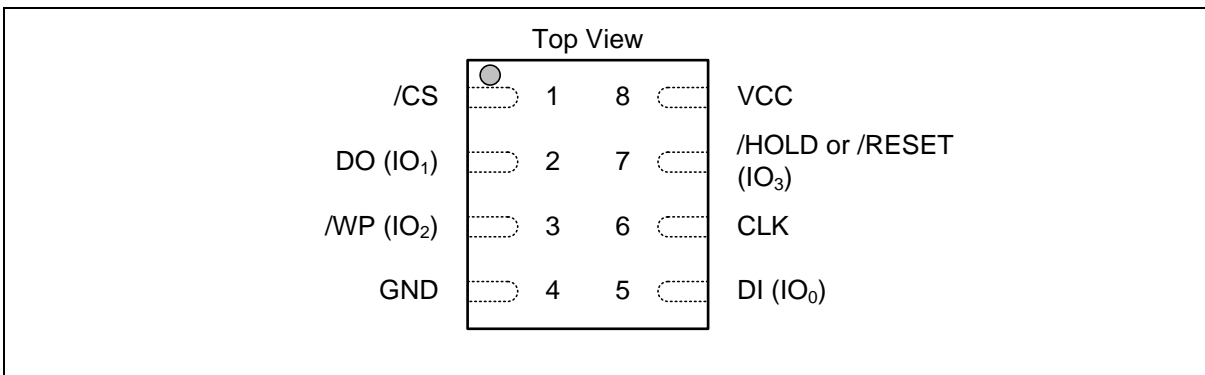 Top View
/CS 1 8 VCC
DO (IO₁) 2 7 /HOLD or /RESET
(IO₃)
/WP (IO₂) 3 6 CLK
GND 4 5 DI (IO₀)